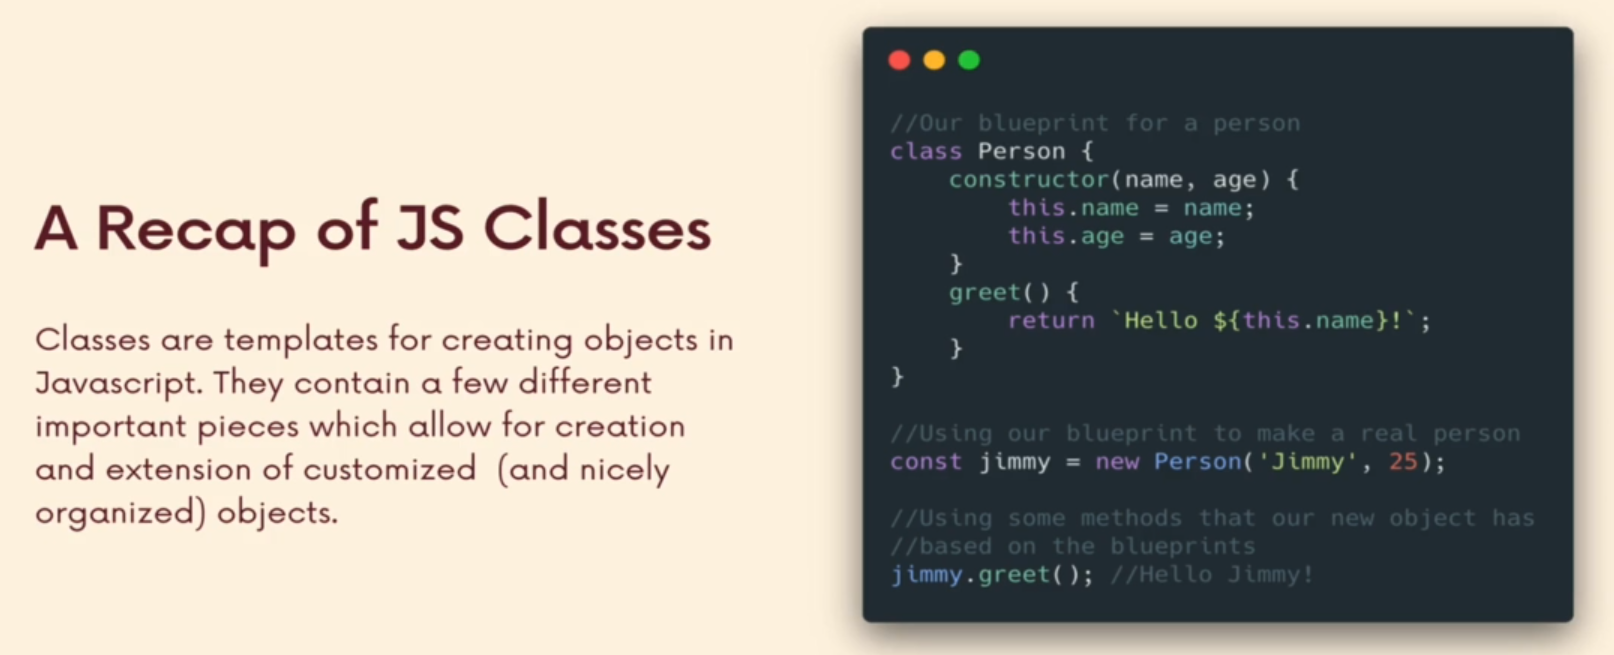 A Recap of JS Classes
Classes are templates for creating objects in
Javascript. They contain a few different
important pieces which allow for creation
and extension of customized  (and nicely
organized) objects.
//Our blueprint for a person
class Person {
    constructor(name, age) {
        this.name = name;
        this.age = age;
    }
    greet() {
        return `Hello ${this.name}!`;
    }
}
//Using our blueprint to make a real person
const jimmy = new Person('Jimmy', 25);
//Using some methods that our new object has
//based on the blueprints
jimmy.greet(); //Hello Jimmy!